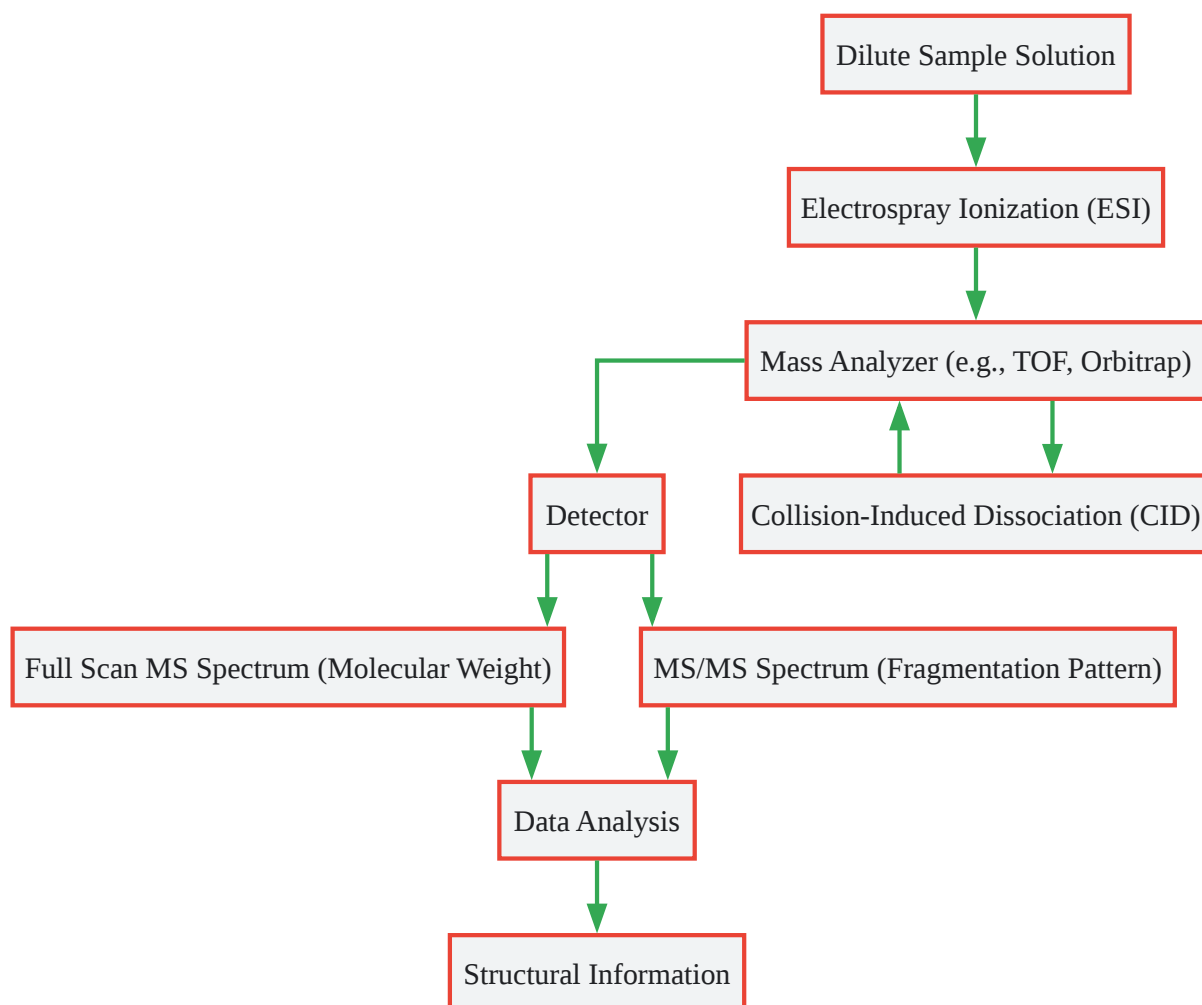 Dilute Sample Solution
Electrospray Ionization (ESI)
Mass Analyzer (e.g., TOF, Orbitrap)
Detector
Collision-Induced Dissociation (CID)
Full Scan MS Spectrum (Molecular Weight)
MS/MS Spectrum (Fragmentation Pattern)
Data Analysis
Structural Information